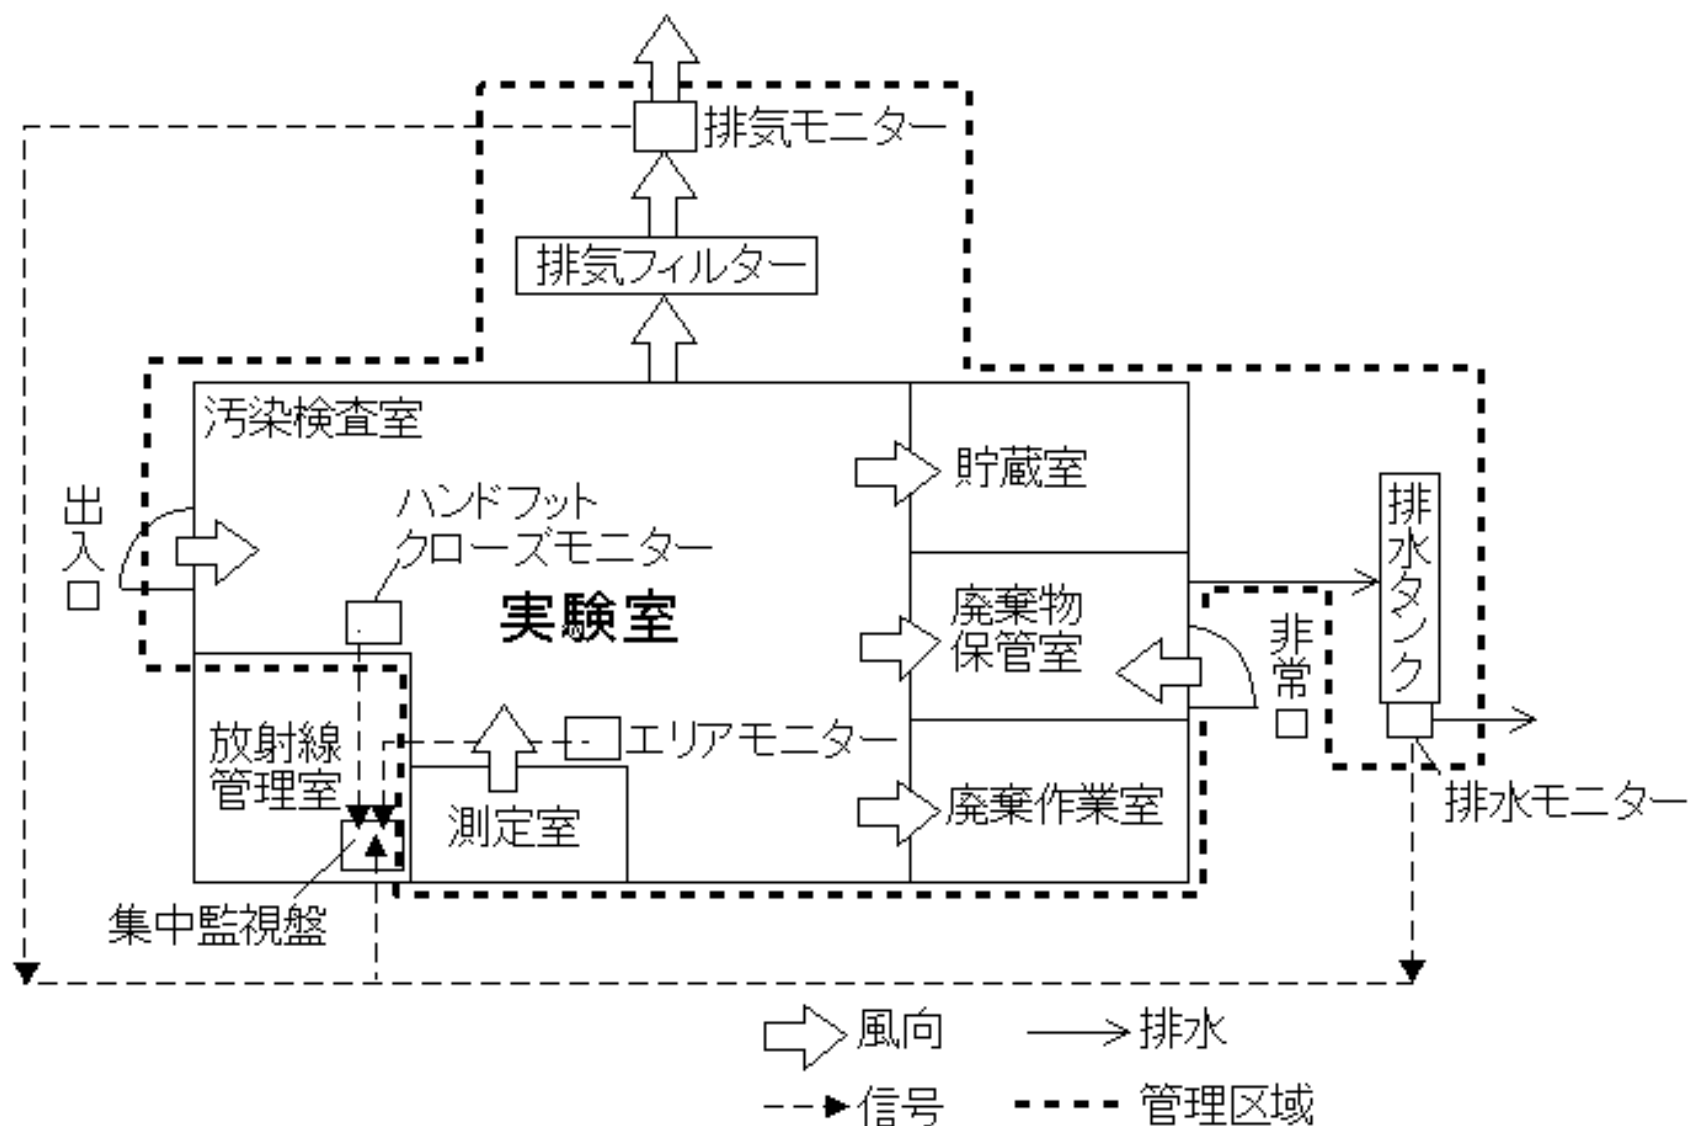 排気モニター
排気フィルター
汚染検査室
出入口
ハンドフット
クローズモニター
実験室
貯蔵室
廃棄物
保管室
非常口
排水タンク
放射線
管理室
エリアモニター
測定室
廃棄作業室
排水モニター
集中監視盤
風向
排水
信号
管理区域